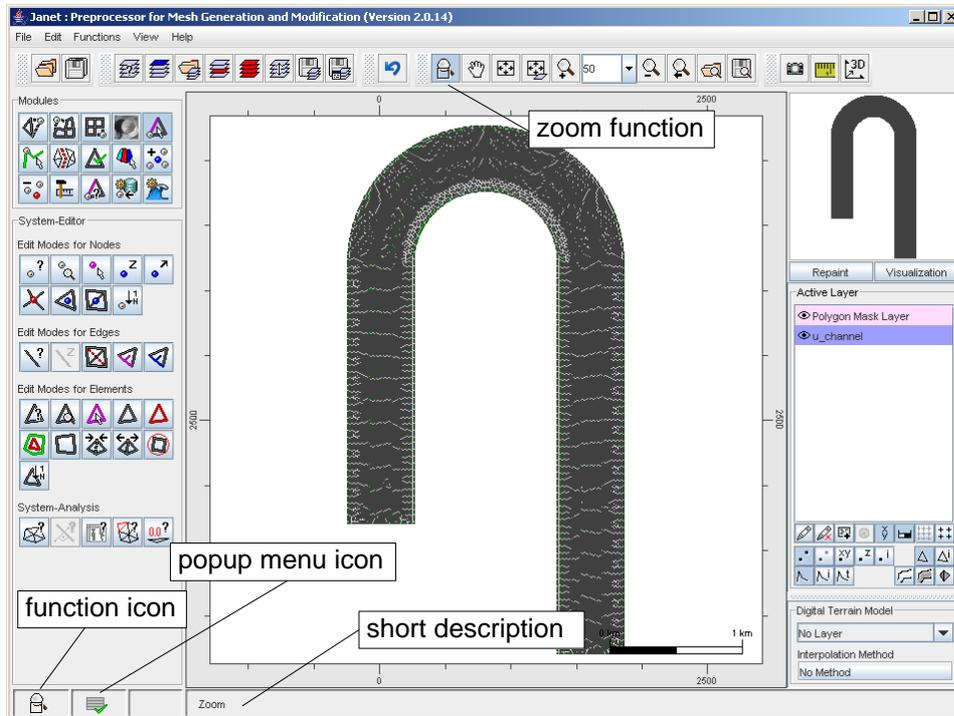 Janet : Preprocessor for Mesh Generation and Modification (Version 2.0.14)
File Edit Functions View Help
50
3D
Modules
System-Editor
Edit Modes for Nodes
Edit Modes for Edges
Edit Modes for Elements
System-Analysis
0 2500
zoom function
2500
2500
0 km 1 km
0 2500
popup menu icon
function icon
short description
Zoom
Repaint Visualization
Active Layer
Polygon Mask Layer
u_channel
Digital Terrain Model
No Layer
Interpolation Method
No Method